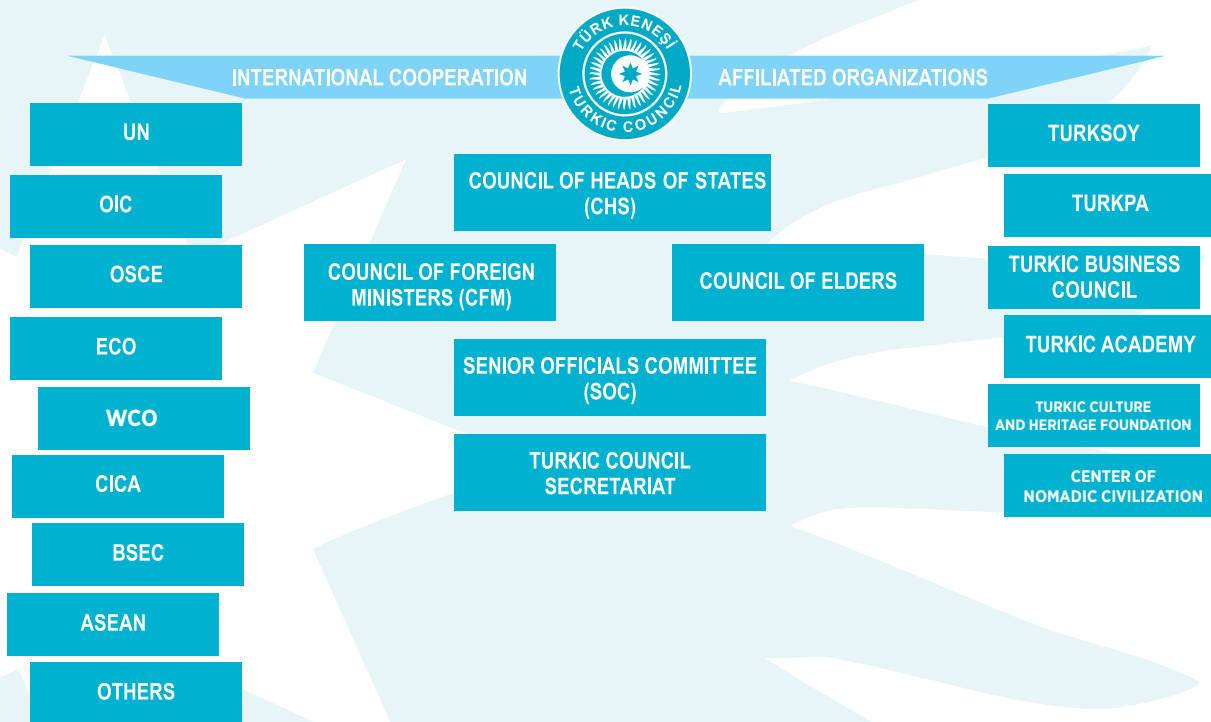 TÜRK KENEŞİ
TURKIC COUNCIL
INTERNATIONAL COOPERATION
AFFILIATED ORGANIZATIONS
UN
OIC
OSCE
ECO
WCO
CICA
BSEC
ASEAN
OTHERS
COUNCIL OF HEADS OF STATES
(CHS)
COUNCIL OF FOREIGN
MINISTERS (CFM)
COUNCIL OF ELDERS
SENIOR OFFICIALS COMMITTEE
(SOC)
TURKIC COUNCIL
SECRETARIAT
TURKSOY
TURKPA
TURKIC BUSINESS
COUNCIL
TURKİC ACADEMY
TURKIC CULTURE
AND HERITAGE FOUNDATION
CENTER OF
NOMADIC CIVILIZATION